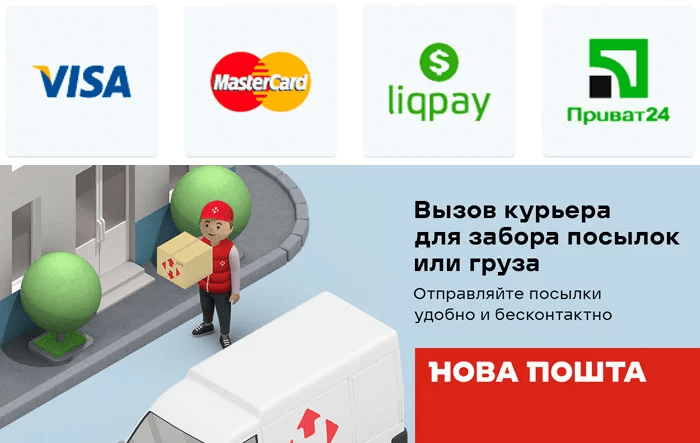 VISA
MasterCard
liqpay
Приват24
Вызов курьера
для забора посылок
или груза
Отправляйте посылки
удобно и бесконтактно
НОВА ПОШТА